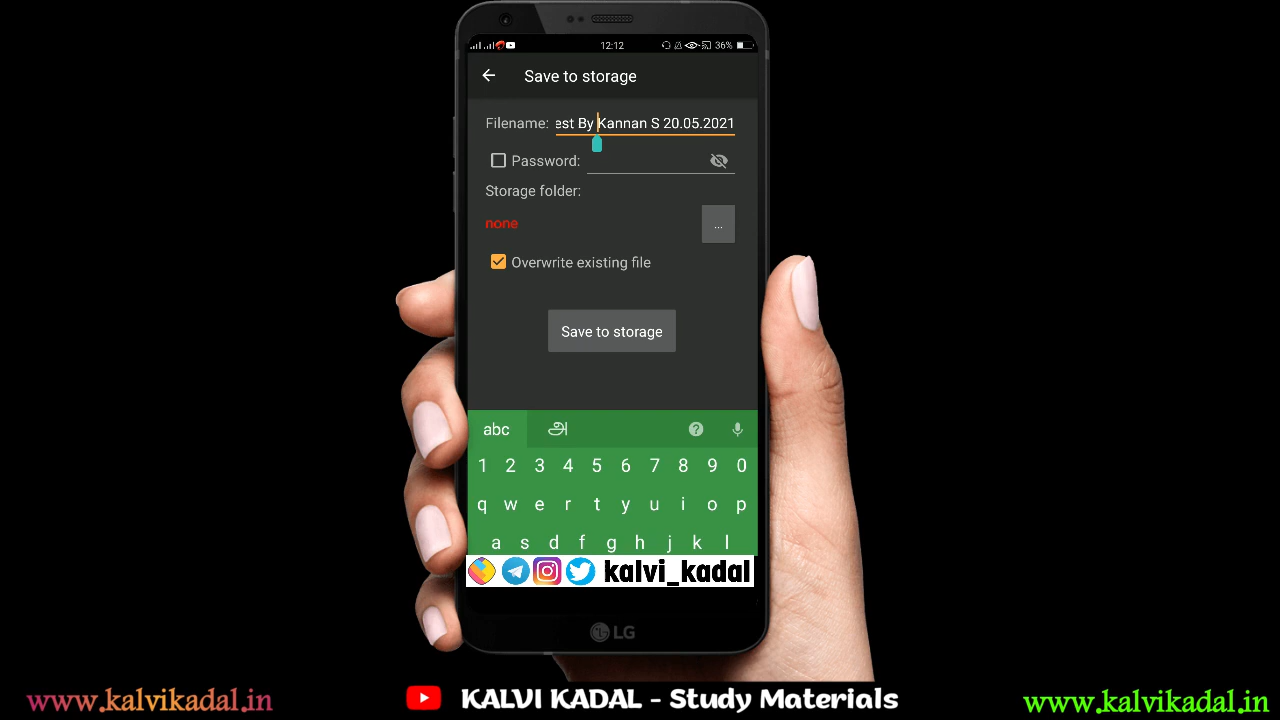 12:12
36%
Save to storage
Filename: est By Kannan S 20.05.2021
Password:
Storage folder:
none
...
Overwrite existing file
Save to storage
abc அ
1 2 3 4 5 6 7 8 9 0
q w e r t y u i o p
a s d f g h j k l
kalvi_kadal
LG
www.kalvikadal.in
KALVI KADAL - Study Materials
www.kalvikadal.in